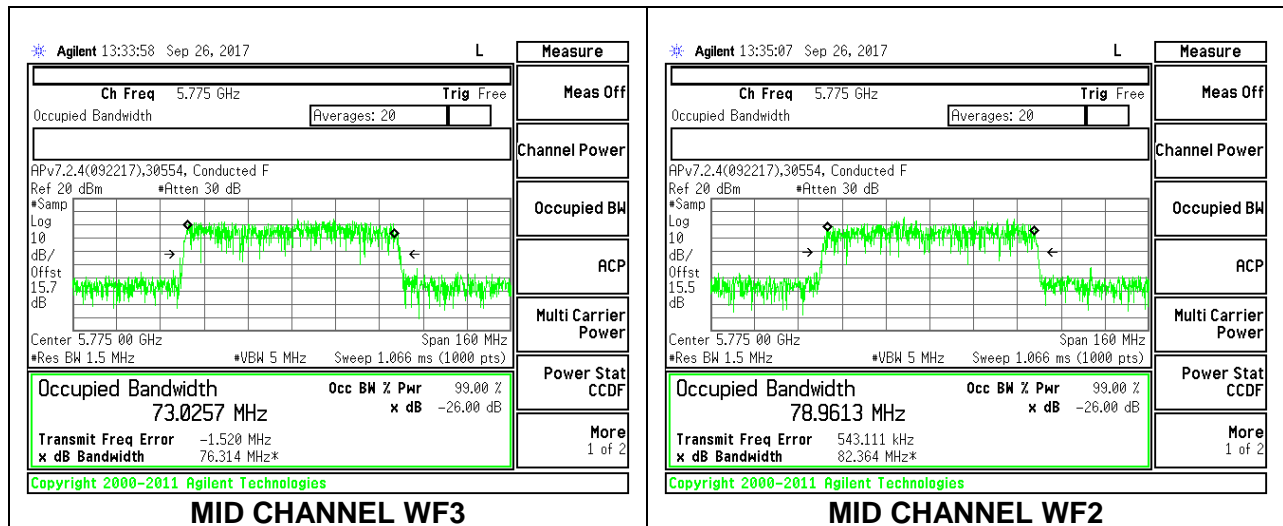 Agilent 13:33:58 Sep 26, 2017 L
Measure
Ch Freq 5.775 GHz Trig Free
Occupied Bandwidth Averages: 20
APv7.2.4(092217),30554, Conducted F
Ref 20 dBm #Atten 30 dB
#Samp
Log
10
dB/
Offst
15.7
dB
Center 5.775 00 GHz Span 160 MHz
#Res BW 1.5 MHz #VBW 5 MHz Sweep 1.066 ms (1000 pts)
Occupied Bandwidth Occ BW % Pwr 99.00 %
73.0257 MHz x dB -26.00 dB
Transmit Freq Error -1.520 MHz
x dB Bandwidth 76.314 MHz*
Meas Off
Channel Power
Occupied BW
ACP
Multi Carrier
Power
Power Stat
CCDF
More
1 of 2
Copyright 2000-2011 Agilent Technologies
MID CHANNEL WF3
Agilent 13:35:07 Sep 26, 2017 L
Measure
Ch Freq 5.775 GHz Trig Free
Occupied Bandwidth Averages: 20
APv7.2.4(092217),30554, Conducted F
Ref 20 dBm #Atten 30 dB
#Samp
Log
10
dB/
Offst
15.5
dB
Center 5.775 00 GHz Span 160 MHz
#Res BW 1.5 MHz #VBW 5 MHz Sweep 1.066 ms (1000 pts)
Occupied Bandwidth Occ BW % Pwr 99.00 %
78.9613 MHz x dB -26.00 dB
Transmit Freq Error 543.111 kHz
x dB Bandwidth 82.364 MHz*
Meas Off
Channel Power
Occupied BW
ACP
Multi Carrier
Power
Power Stat
CCDF
More
1 of 2
Copyright 2000-2011 Agilent Technologies
MID CHANNEL WF2